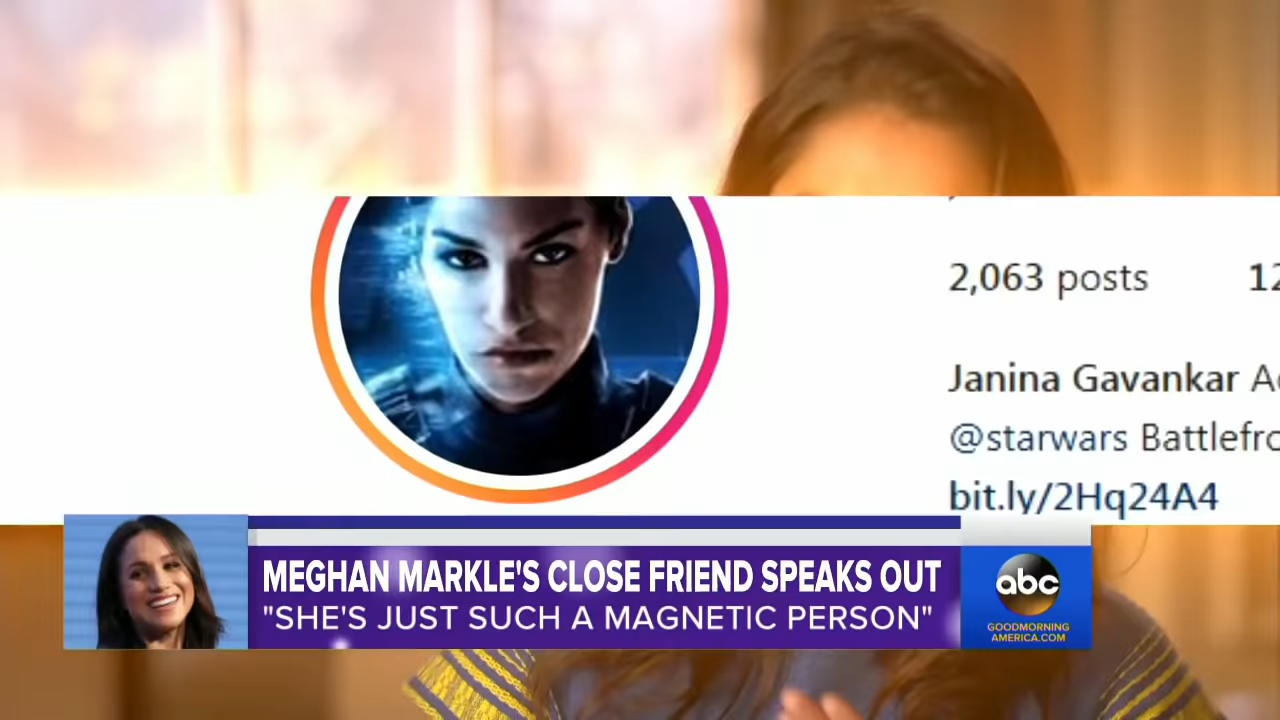 2,063 posts
Janina Gavankar
@starwars
bit.ly/2Hq24A4
MEGHAN MARKLE'S CLOSE FRIEND SPEAKS OUT
"SHE'S JUST SUCH A MAGNETIC PERSON"
abc
GOODMORNING
AMERICA.COM